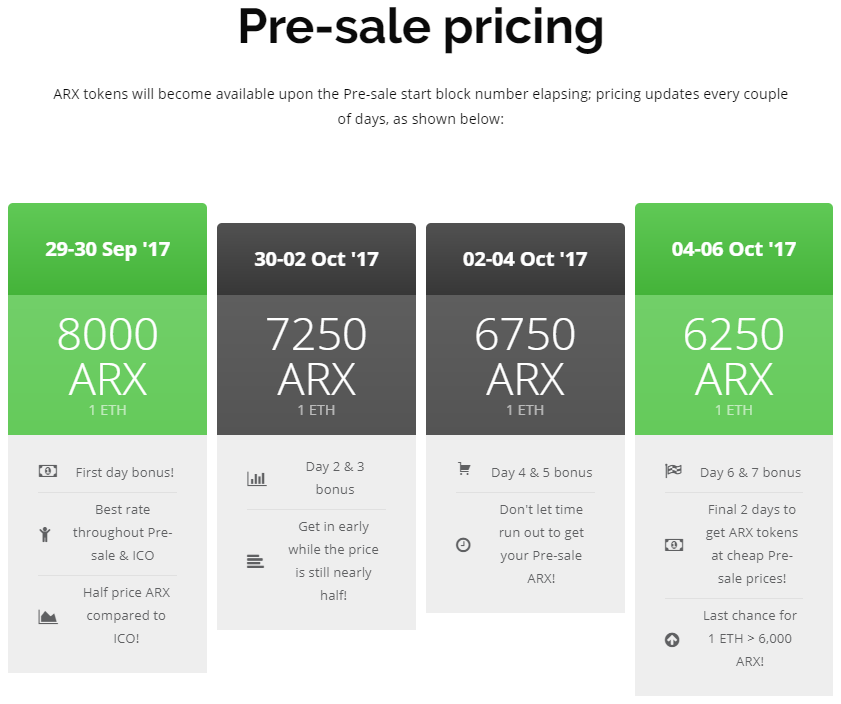 Pre-sale pricing
ARX tokens will become available upon the Pre-sale start block number elapsing; pricing updates every couple
of days, as shown below:
29-30 Sep '17
8000
ARX
1 ETH
First day bonus!
Best rate
throughout Pre-
sale & ICO
Half price ARX
compared to
ICO!
30-02 Oct '17
7250
ARX
1 ETH
Day 2 & 3
bonus
Get in early
while the price
is still nearly
half!
02-04 Oct '17
6750
ARX
1 ETH
Day 4 & 5 bonus
Don't let time
run out to get
your Pre-sale
ARX!
04-06 Oct '17
6250
ARX
1 ETH
Day 6 & 7 bonus
Final 2 days to
get ARX tokens
at cheap Pre-
sale prices!
Last chance for
1 ETH > 6,000
ARX!